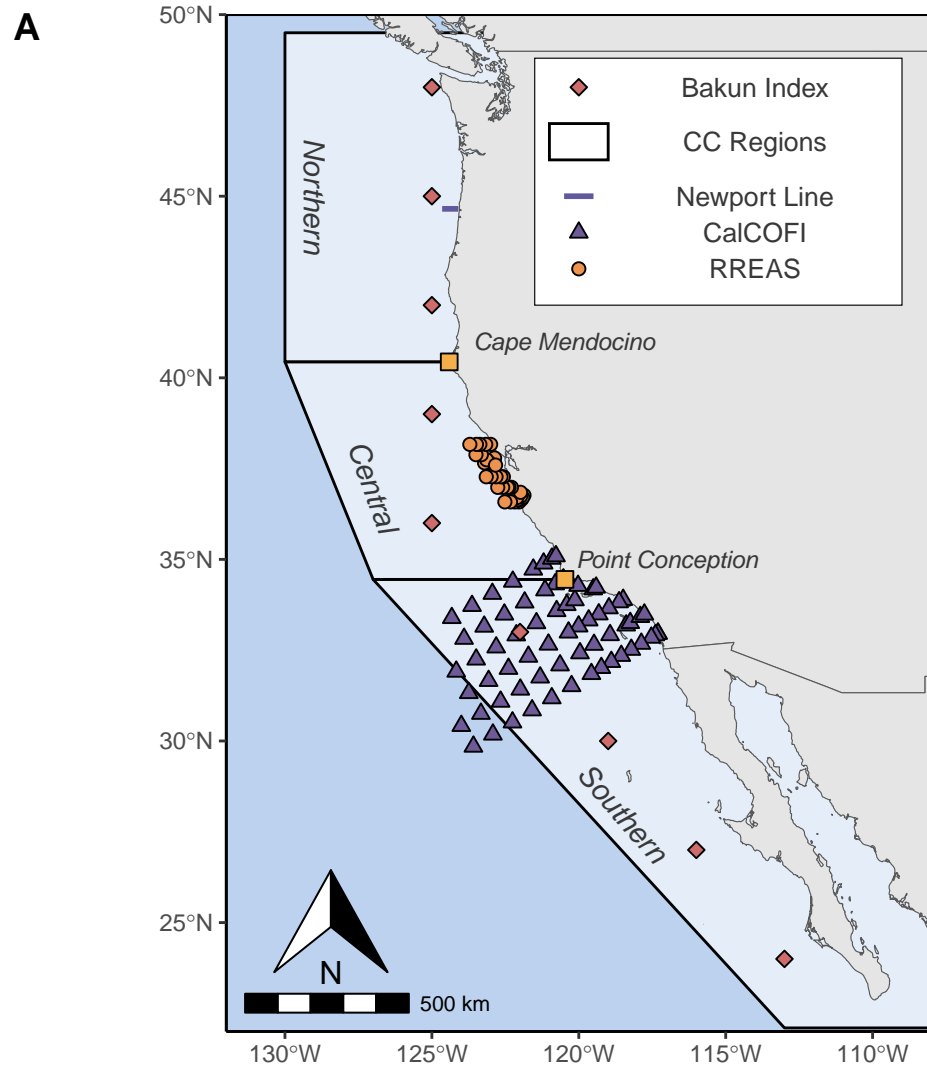 A
50°N
45°N
40°N
35°N
30°N
25°N
Bakun Index
CC Regions
Newport Line
CalCOFI
RREAS
Northern
Cape Mendocino
Central
Point Conception
Southern
N
500 km
130°W
125°W
120°W
115°W
110°W